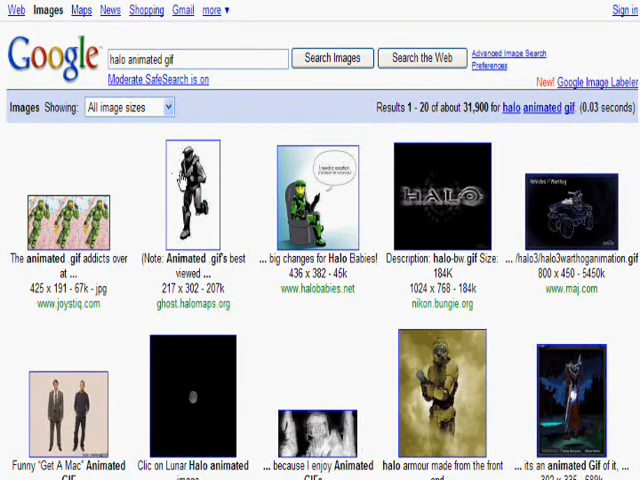 Web Images Maps News Shopping Gmail more ▼ Sign in
Google halo animated gif Search Images Search the Web Advanced Image Search
Preferences
Moderate SafeSearch is on
New! Google Image Labeler
Images Showing: All image sizes Results 1 - 20 of about 31,900 for halo animated gif. (0.03 seconds)
HALO
Vehicles / Warthog
The animated .gif addicts over
at ...
425 x 191 - 67k - jpg
www.joystiq.com
(Note: Animated .gif's best
viewed ...
217 x 302 - 207k
ghost.halomaps.org
... big changes for Halo Babies!
436 x 382 - 45k
www.halobabies.net
Description: halo-bw.gif Size:
184K
1024 x 768 - 184k
nikon.bungie.org
.../halo3/halo3warthoganimation.gif
800 x 450 - 5450k
www.maj.com
Funny "Get A Mac" Animated
GIF
Clic on Lunar Halo animated
image
... because I enjoy Animated
GIFs
halo armour made from the front
end
... its an animated Gif of it, ...